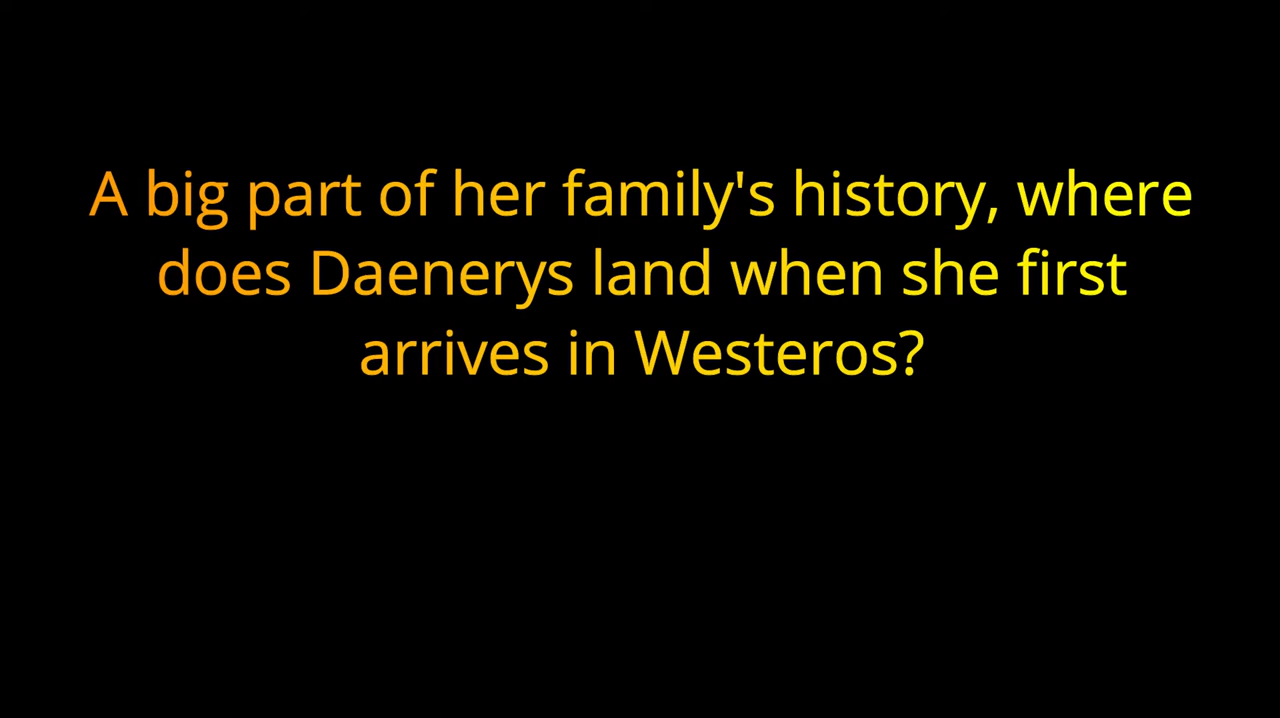 A big part of her family's history, where
does Daenerys land when she first
arrives in Westeros?